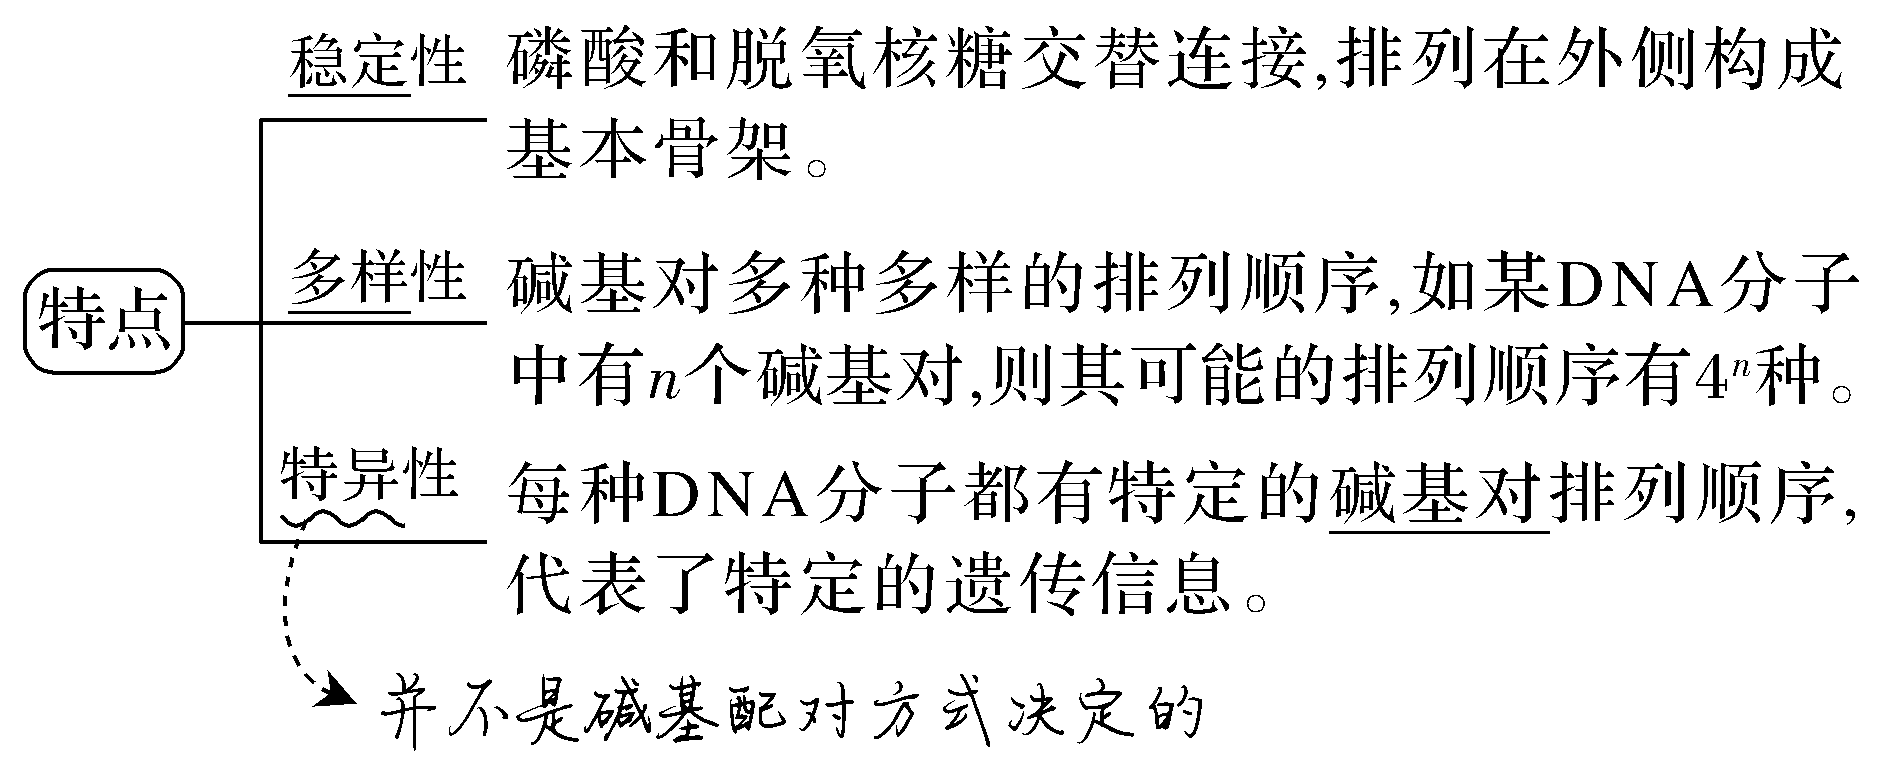 特点
稳定性
磷酸和脱氧核糖交替连接,排列在外侧构成
基本骨架。
多样性
碱基对多种多样的排列顺序,如某DNA分子
中有n个碱基对,则其可能的排列顺序有4ⁿ种。
特异性
每种DNA分子都有特定的碱基对排列顺序,
代表了特定的遗传信息。
并不是碱基配对方式决定的